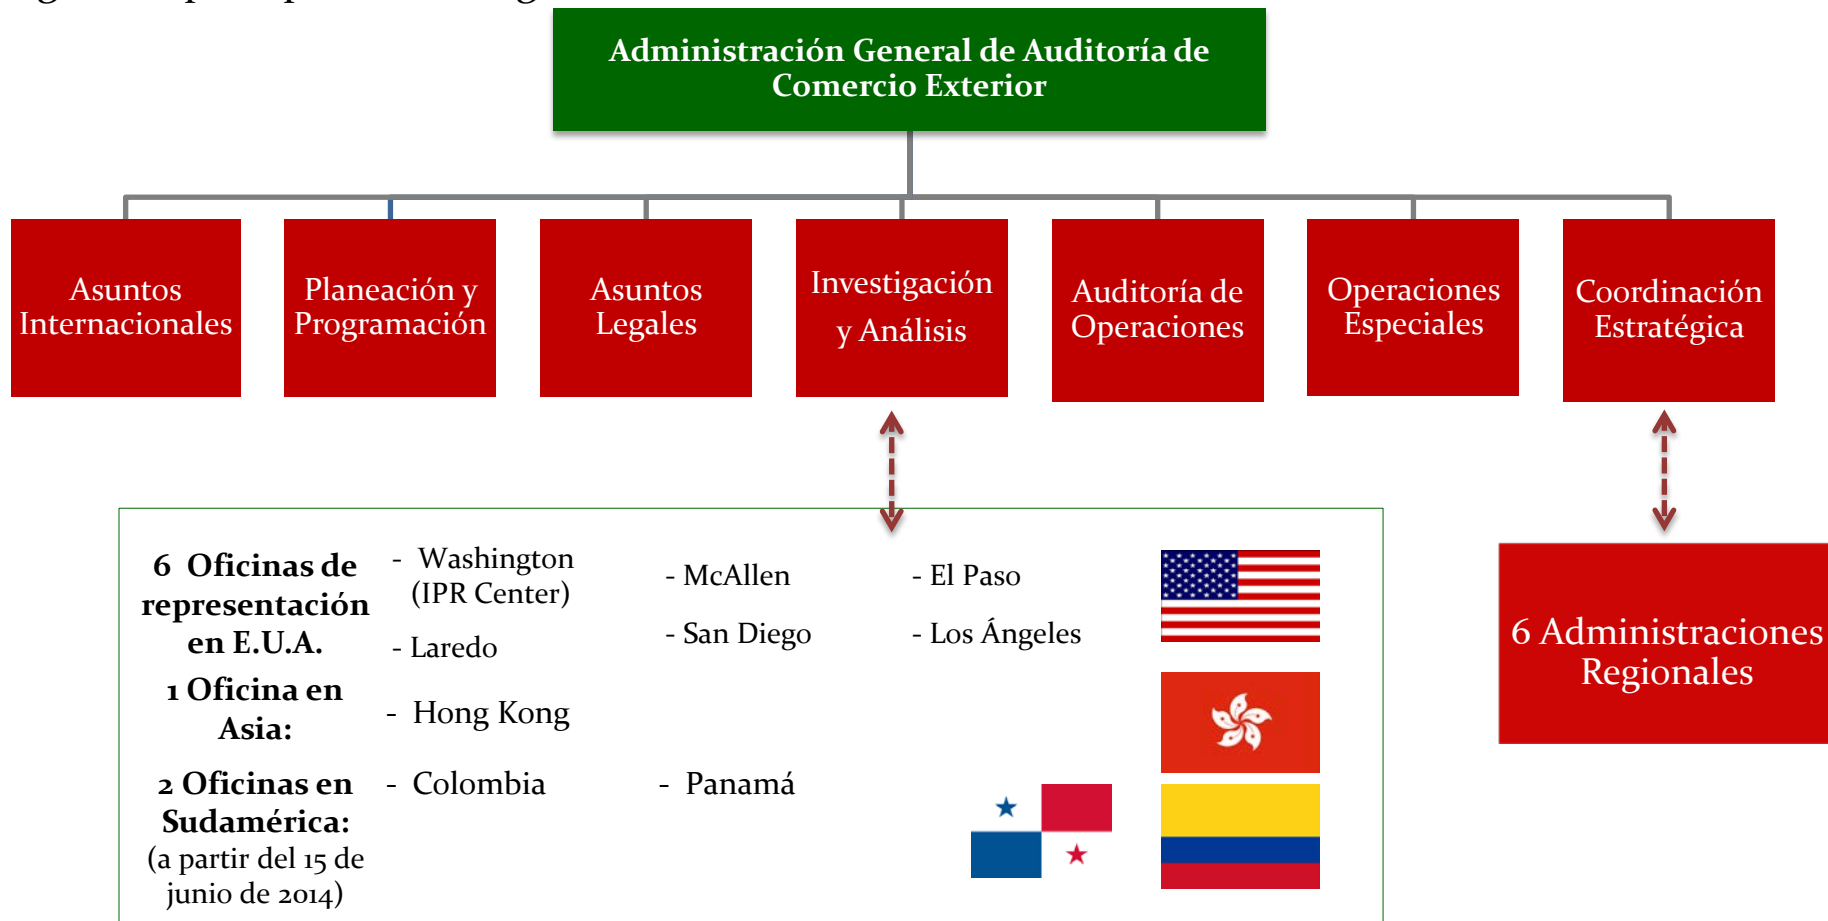 Administración General de Auditoría de
Comercio Exterior
Asuntos
Internacionales
Planeación y
Programación
Asuntos
Legales
Investigación
y Análisis
Auditoría de
Operaciones
Operaciones
Especiales
Coordinación
Estratégica
6 Oficinas de
representación
en E.U.A.
- Washington
(IPR Center)
- Laredo
- McAllen
- San Diego
- El Paso
- Los Ángeles
1 Oficina en
Asia:
- Hong Kong
2 Oficinas en
Sudamérica:
(a partir del 15 de
junio de 2014)
- Colombia
- Panamá
6 Administraciones
Regionales